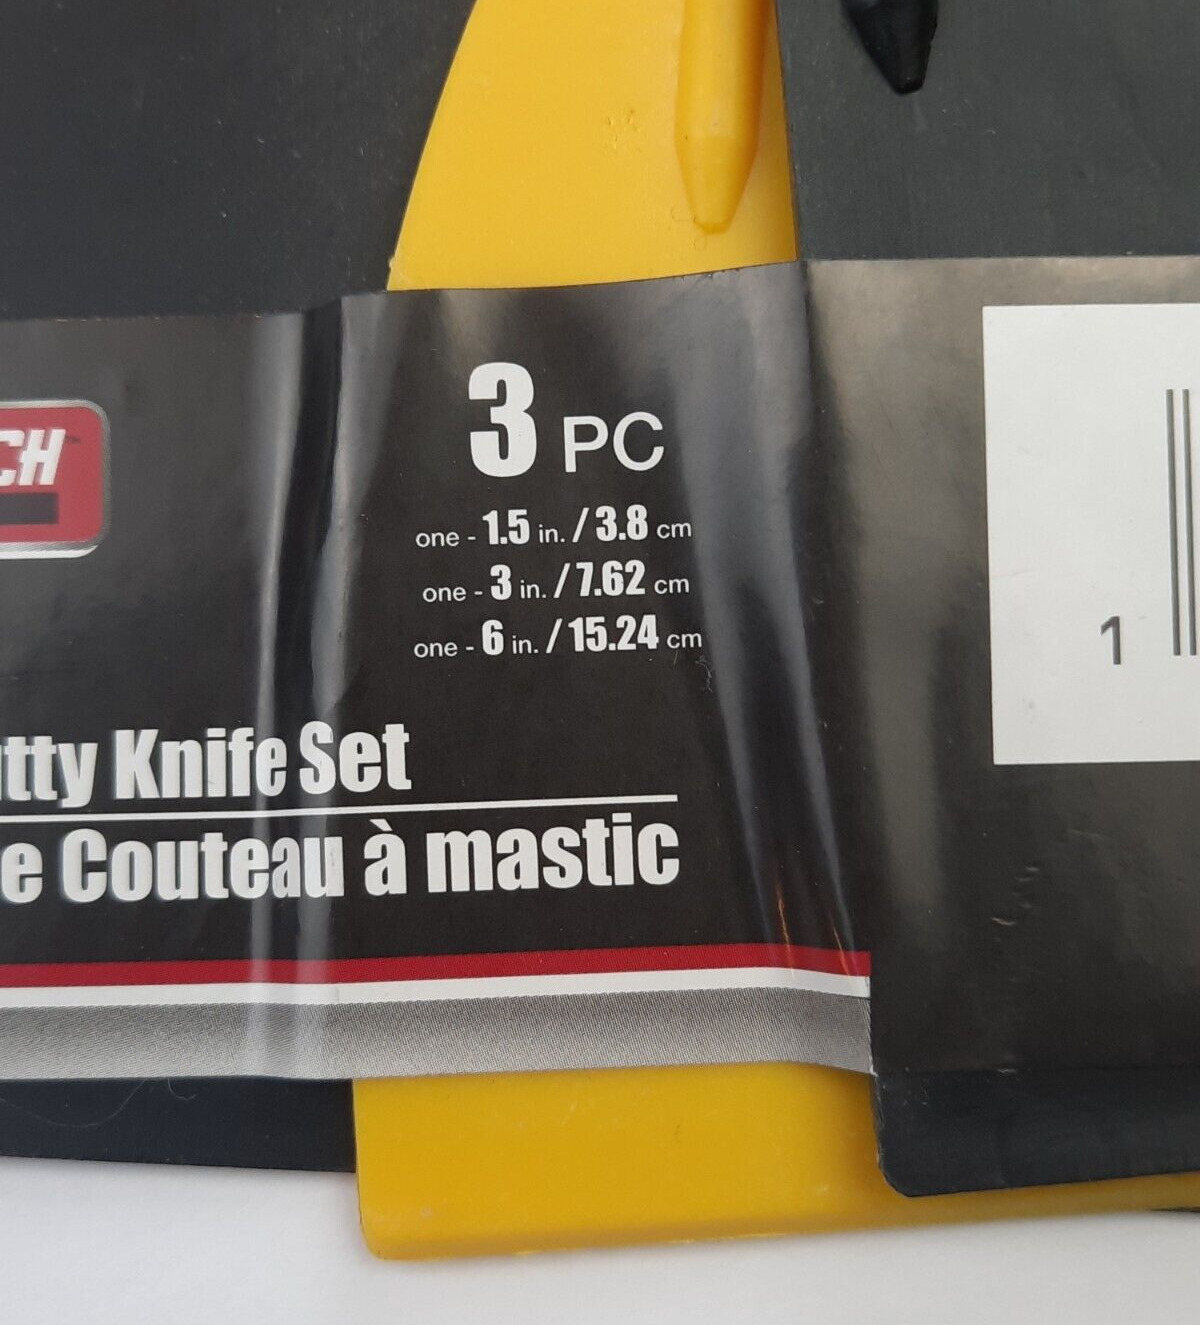 CH
3 PC
one - 1.5 in. / 3.8 cm
one - 3 in. / 7.62 cm
one - 6 in. / 15.24 cm
tty Knife Set
e Couteau à mastic
1